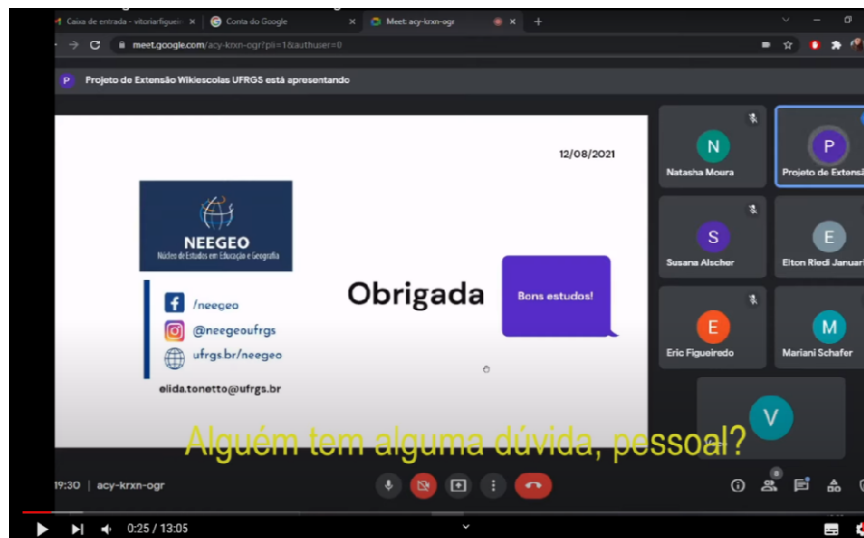 Caixa de entrada - vitoriarfigueir
Conta do Google
Meet: acy-krxn-ogr
meet.google.com/acy-krxn-ogr?pli=1&authuser=0
P
Projeto de Extensão Wikiescolas UFRGS está apresentando
12/08/2021
NEEGEO
Núcleo de Estudos em Educação e Geografia
/neegeo
@neegeoufrgs
ufrgs.br/neegeo
elida.tonetto@ufrgs.br
Obrigada
Bons estudos!
N
Natasha Moura
P
Projeto de Extensã
S
Susana Alscher
E
Elton Riedi Januari
E
Eric Figueiredo
M
Mariani Schafer
V
Alguém tem alguma dúvida, pessoal?
19:30 | acy-krxn-ogr
8
0:25 / 13:05